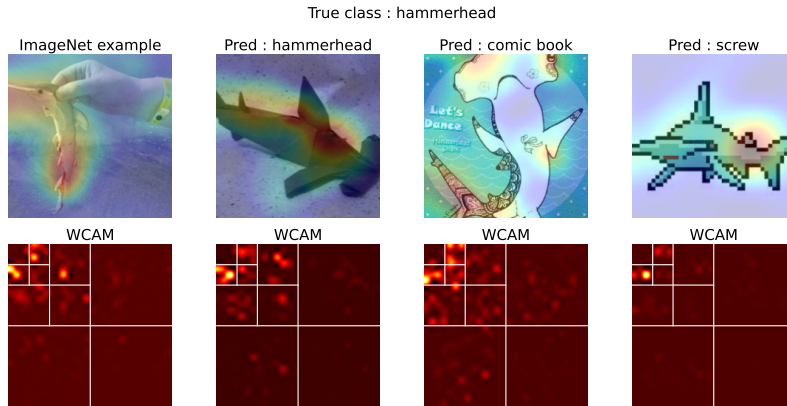 True class : hammerhead
ImageNet example
Pred : hammerhead
Pred : comic book
Pred : screw
Let's
Dance
WCAM
WCAM
WCAM
WCAM